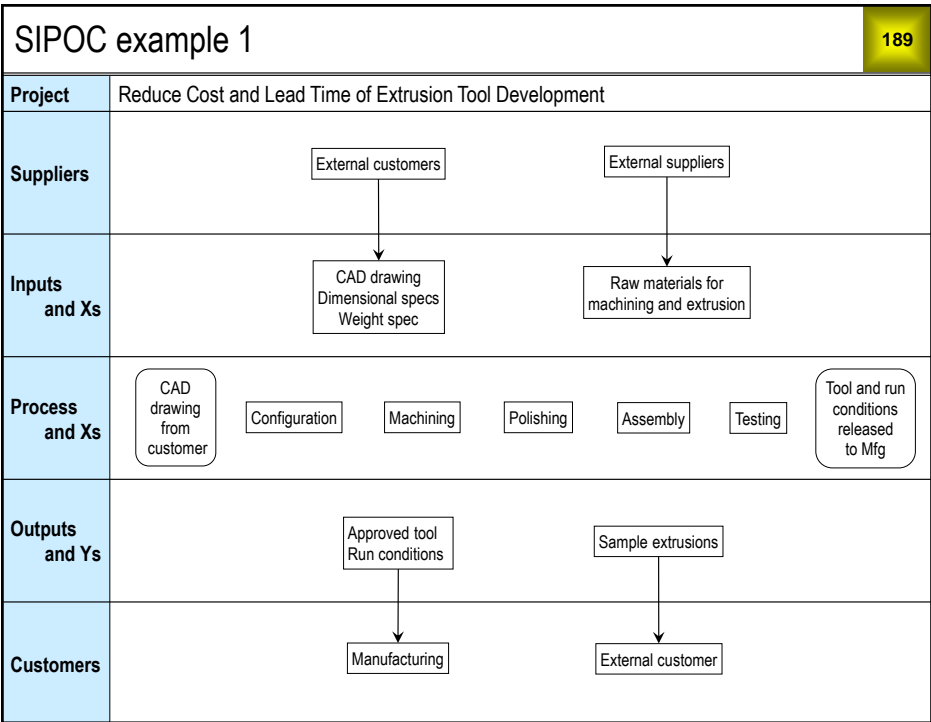 SIPOC example 1
189
Project
Reduce Cost and Lead Time of Extrusion Tool Development
Suppliers
External customers
External suppliers
Inputs
and Xs
CAD drawing
Dimensional specs
Weight spec
Raw materials for
machining and extrusion
Process
and Xs
CAD
drawing
from
customer
Configuration
Machining
Polishing
Assembly
Testing
Tool and run
conditions
released
to Mfg
Outputs
and Ys
Approved tool
Run conditions
Sample extrusions
Customers
Manufacturing
External customer